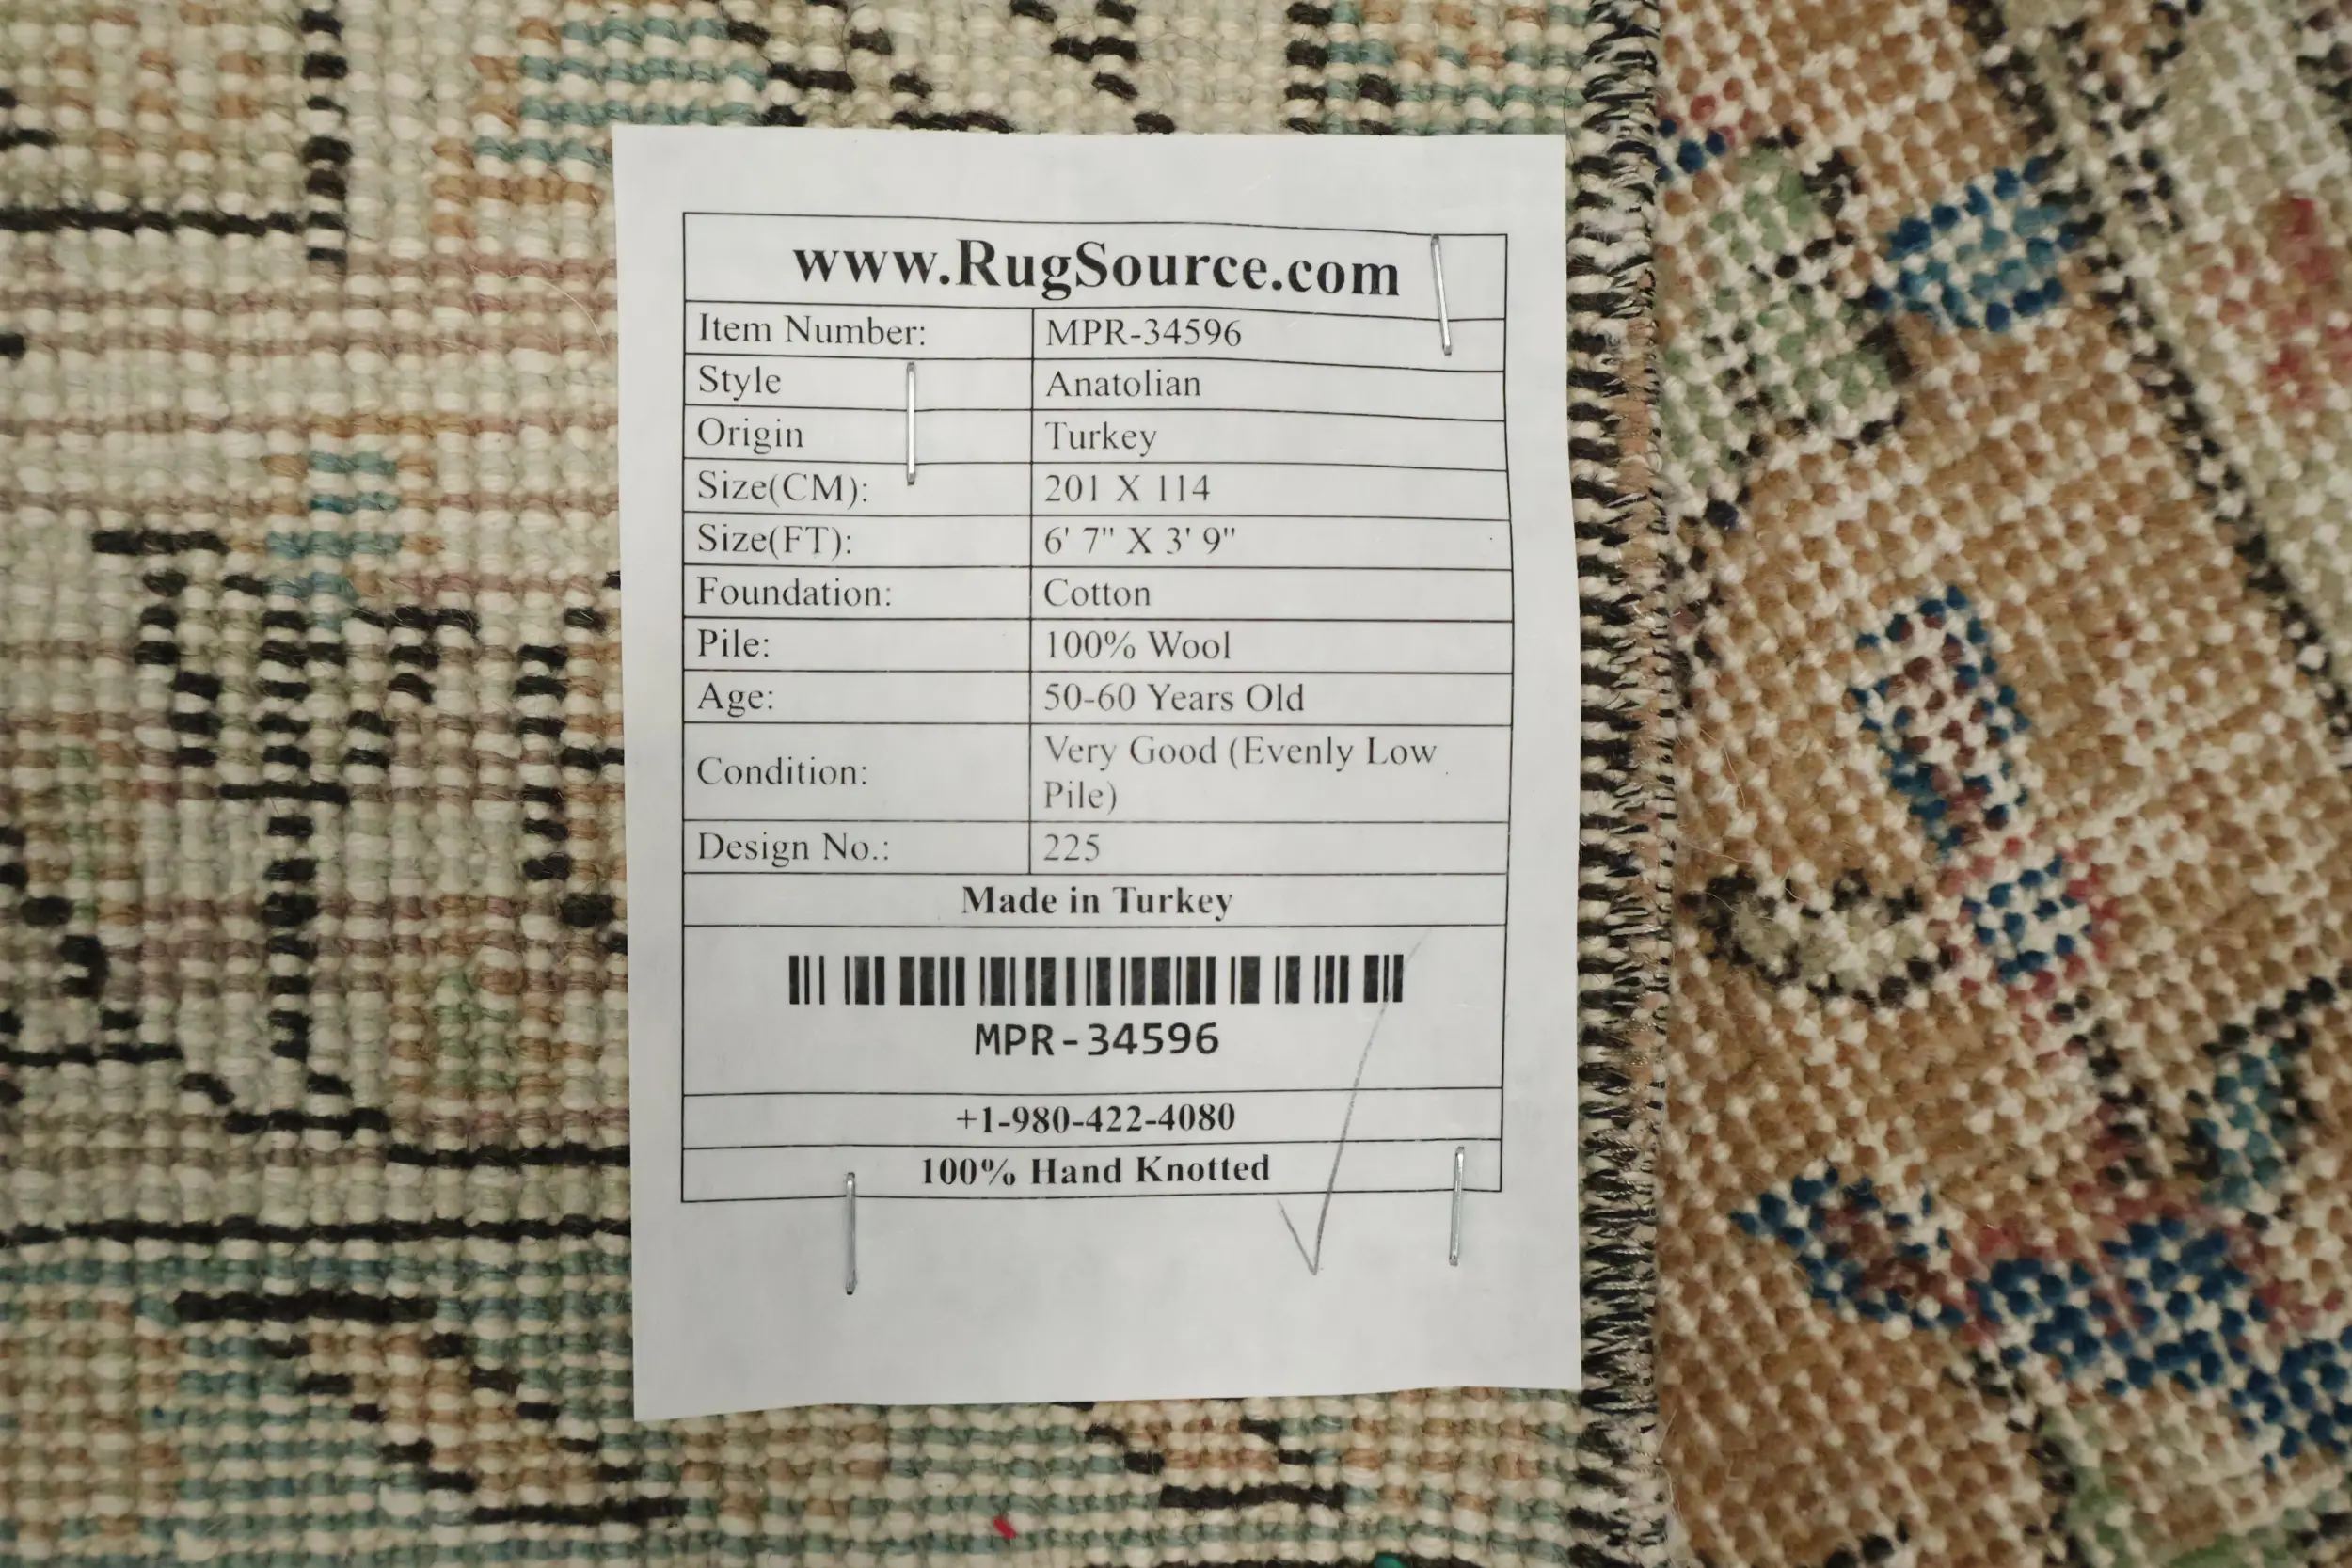 www.RugSource.com
Item Number: MPR-34596
Style Anatolian
Origin Turkey
Size(CM): 201 X 114
Size(FT): 6' 7" X 3' 9"
Foundation: Cotton
Pile: 100% Wool
Age: 50-60 Years Old
Condition: Very Good (Evenly Low
Pile)
Design No.: 225
Made in Turkey
MPR-34596
+1-980-422-4080
100% Hand Knotted